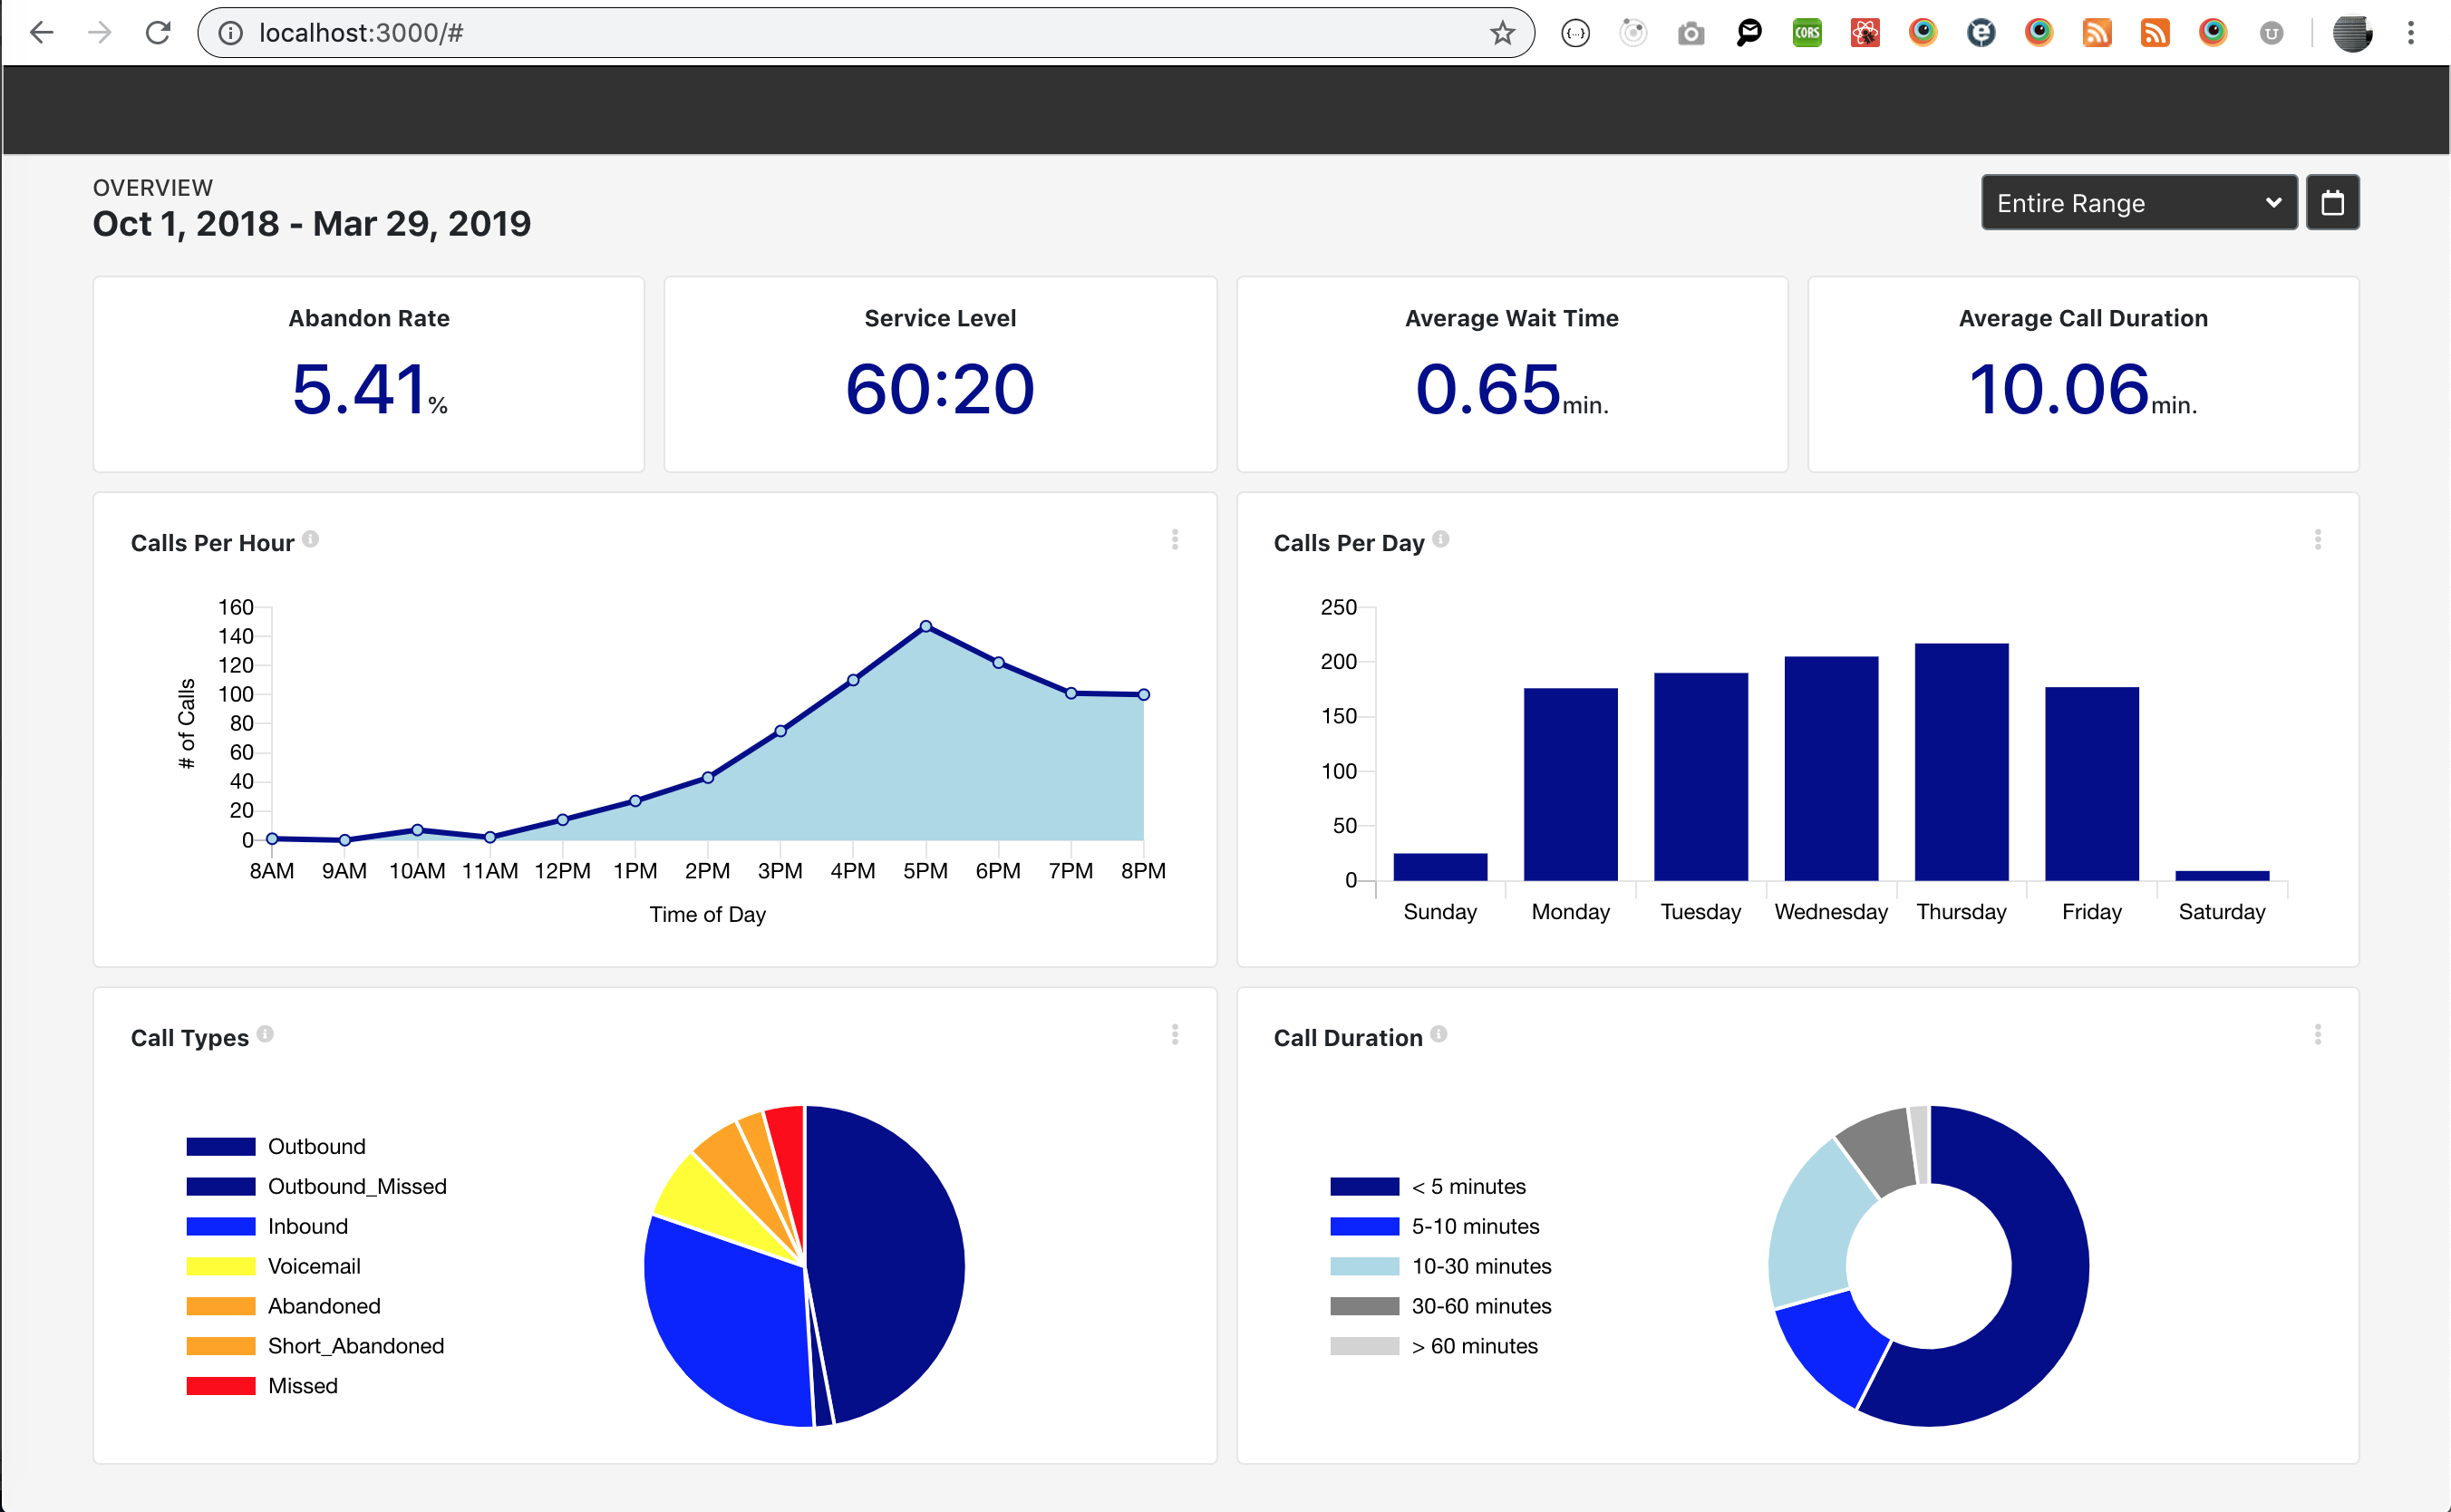 localhost:3000/#
CORS
OVERVIEW
Oct 1, 2018 - Mar 29, 2019
Entire Range
Abandon Rate
5.41%
Service Level
60:20
Average Wait Time
0.65min.
Average Call Duration
10.06min.
Calls Per Hour
160
140
120
100
80
60
40
20
0
# of Calls
8AM 9AM 10AM 11AM 12PM 1PM 2PM 3PM 4PM 5PM 6PM 7PM 8PM
Time of Day
Calls Per Day
250
200
150
100
50
0
Sunday Monday Tuesday Wednesday Thursday Friday Saturday
Call Types
Outbound
Outbound_Missed
Inbound
Voicemail
Abandoned
Short_Abandoned
Missed
Call Duration
< 5 minutes
5-10 minutes
10-30 minutes
30-60 minutes
> 60 minutes